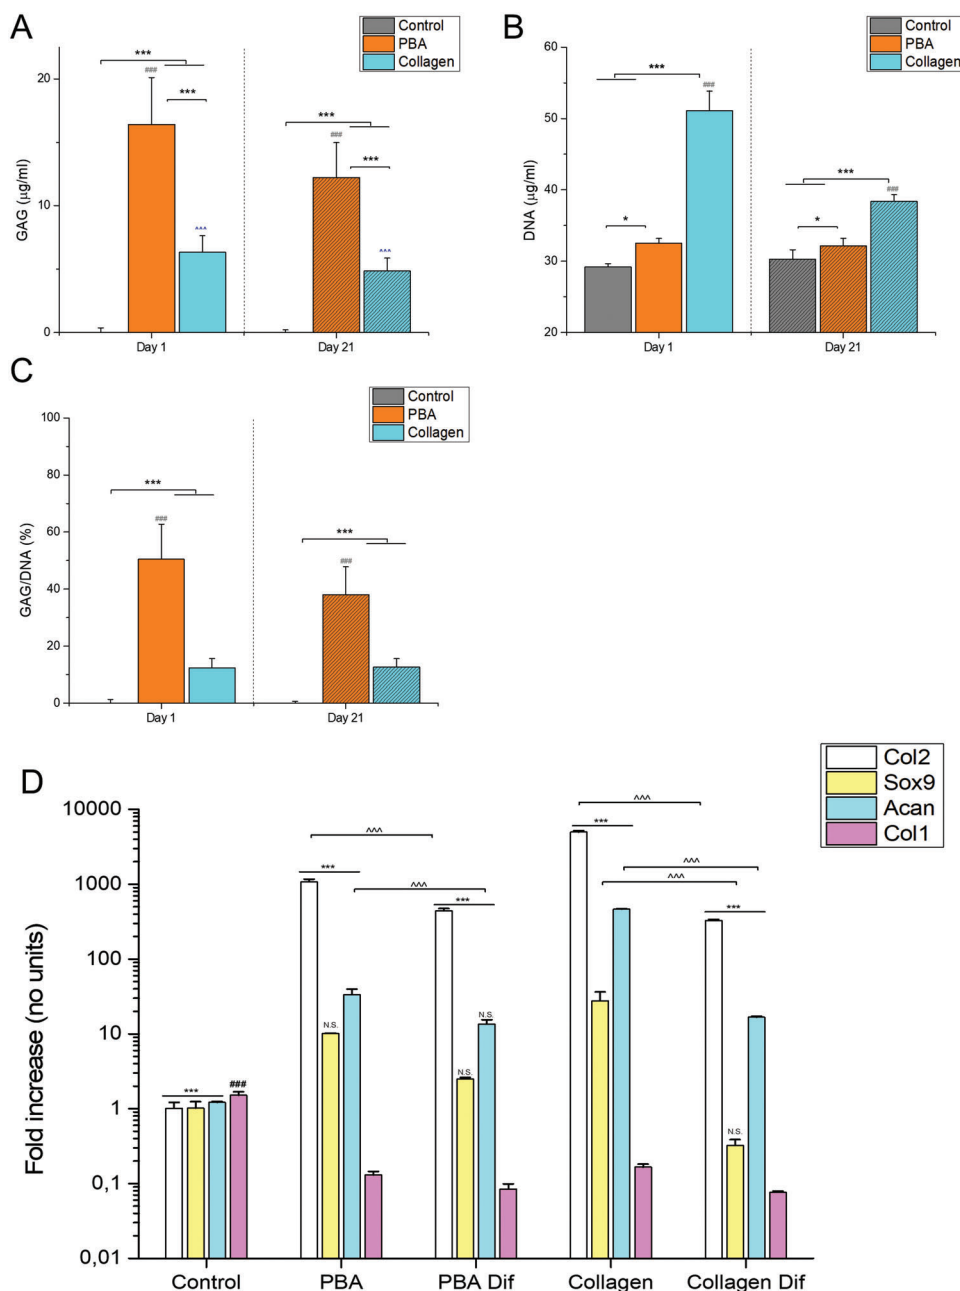 A
Control
PBA
Collagen
GAG (µg/ml)
20
10
0
***
###
***
^^^
***
###
***
^^^
Day 1
Day 21
B
Control
PBA
Collagen
DNA (µg/ml)
60
50
40
30
20
***
###
*
***
###
*
Day 1
Day 21
C
Control
PBA
Collagen
GAG/DNA (%)
100
80
60
40
20
0
***
###
***
###
Day 1
Day 21
D
Col2
Sox9
Acan
Col1
Fold increase (no units)
10000
1000
100
10
1
0,1
0,01
^^^
^^^
***
***
^^^
^^^
^^^
***
***
N.S.
N.S.
N.S.
***
###
Control
PBA
PBA Dif
Collagen
Collagen Dif